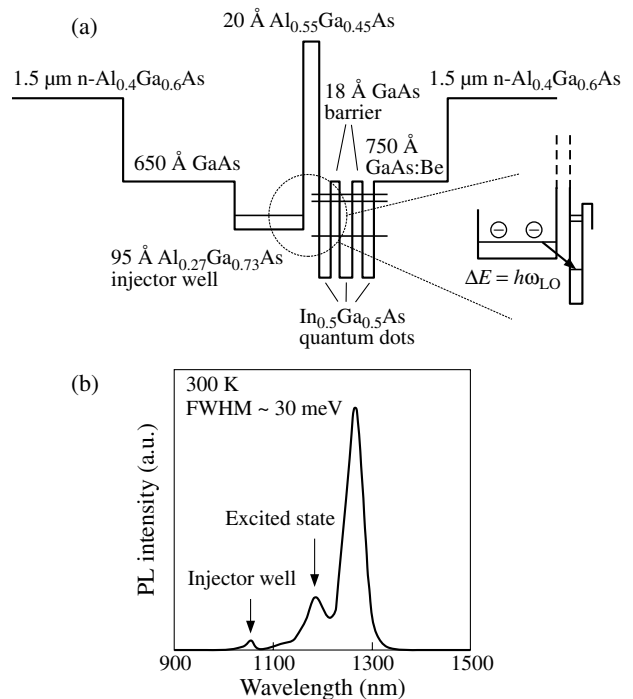 (a)
20 Å Al0.55Ga0.45As
1.5 μm n-Al0.4Ga0.6As
1.5 μm n-Al0.4Ga0.6As
18 Å GaAs
barrier
750 Å
GaAs:Be
650 Å GaAs
95 Å Al0.27Ga0.73As
injector well
ΔE = hωLO
In0.5Ga0.5As
quantum dots
(b)
300 K
FWHM ~ 30 meV
PL intensity (a.u.)
Excited state
Injector well
900 1100 1300 1500
Wavelength (nm)